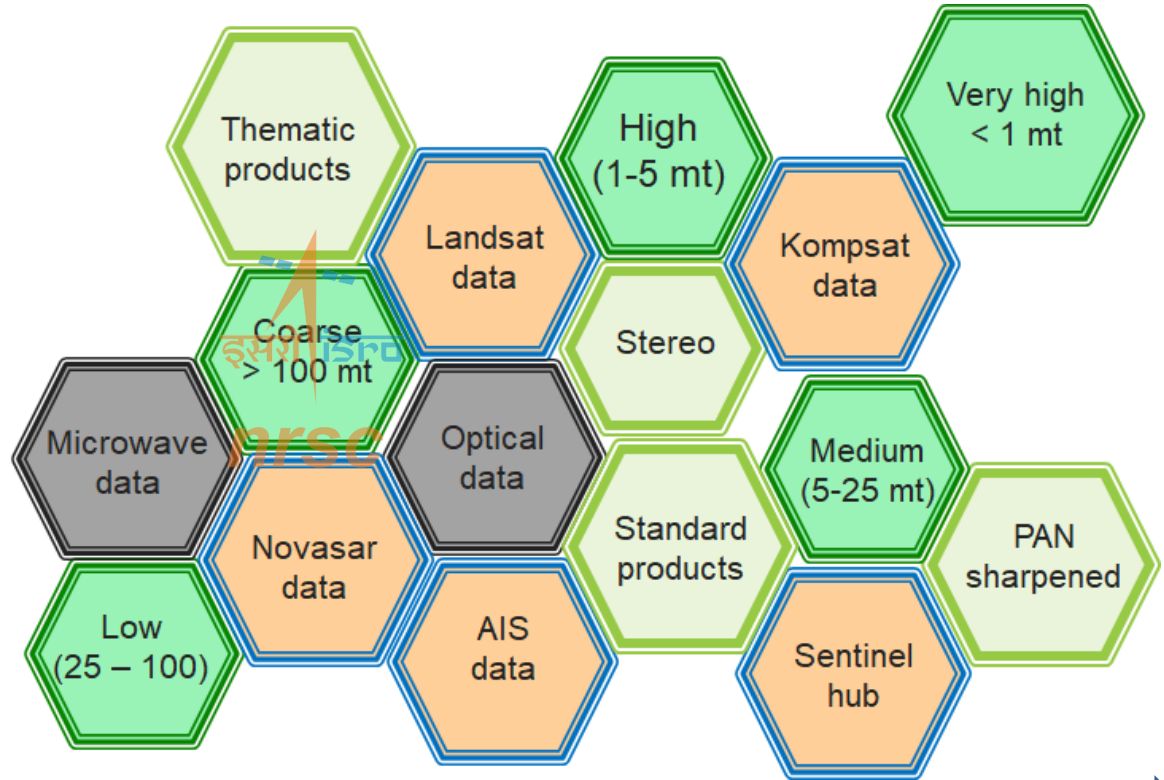 Thematic
products
High
(1-5 mt)
Very high
< 1 mt
Landsat
data
Kompsat
data
Coarse
> 100 mt
इसरो isro
nrsc
Stereo
Microwave
data
Optical
data
Medium
(5-25 mt)
Novasar
data
Standard
products
PAN
sharpened
Low
(25 – 100)
AIS
data
Sentinel
hub